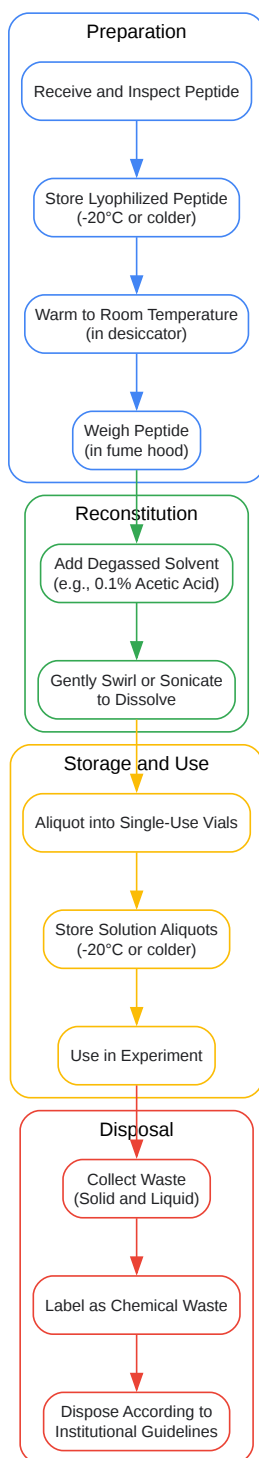 Preparation
Receive and Inspect Peptide
Store Lyophilized Peptide
(-20°C or colder)
Warm to Room Temperature
(in desiccator)
Weigh Peptide
(in fume hood)
Reconstitution
Add Degassed Solvent
(e.g., 0.1% Acetic Acid)
Gently Swirl or Sonicate
to Dissolve
Storage and Use
Aliquot into Single-Use Vials
Store Solution Aliquots
(-20°C or colder)
Use in Experiment
Disposal
Collect Waste
(Solid and Liquid)
Label as Chemical Waste
Dispose According to
Institutional Guidelines